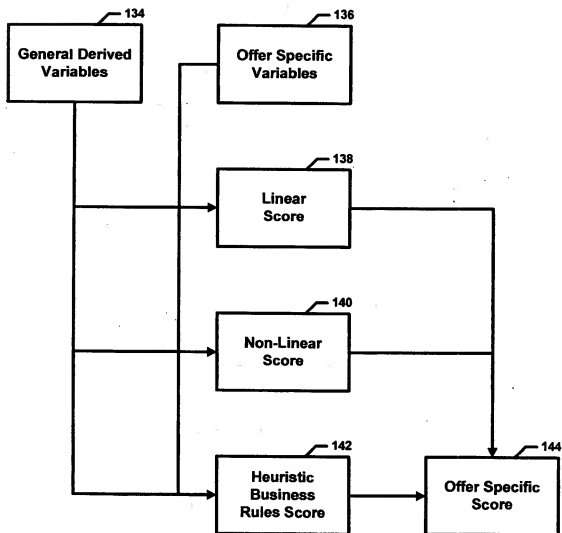 134
General Derived
Variables
136
Offer Specific
Variables
138
Linear
Score
140
Non-Linear
Score
142
Heuristic
Business
Rules Score
144
Offer Specific
Score